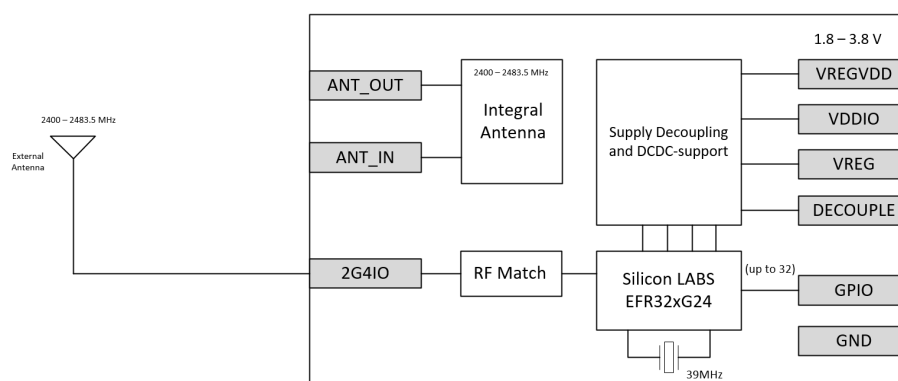 1.8 – 3.8 V
ANT_OUT
2400 – 2483.5 MHz
Integral
Antenna
VREGVDD
2400 – 2483.5 MHz
External
Antenna
VDDIO
Supply Decoupling
and DCDC-support
ANT_IN
VREG
DECOUPLE
2G4IO
RF Match
Silicon LABS
EFR32xG24
(up to 32)
GPIO
GND
39MHz